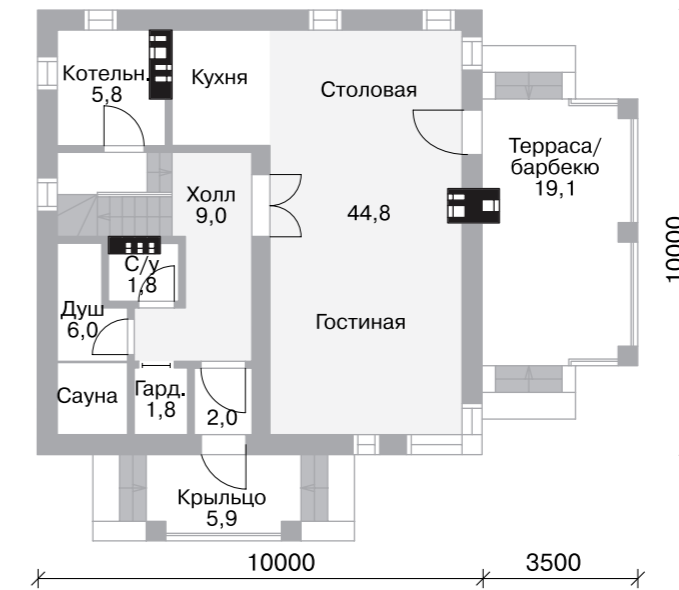 Котельн.
5,8
Кухня
Столовая
Терраса/
барбекю
19,1
Холл
9,0
44,8
10000
С/у
1,8
Душ
6,0
Гостиная
Сауна
Гард.
1,8
2,0
Крыльцо
5,9
10000
3500